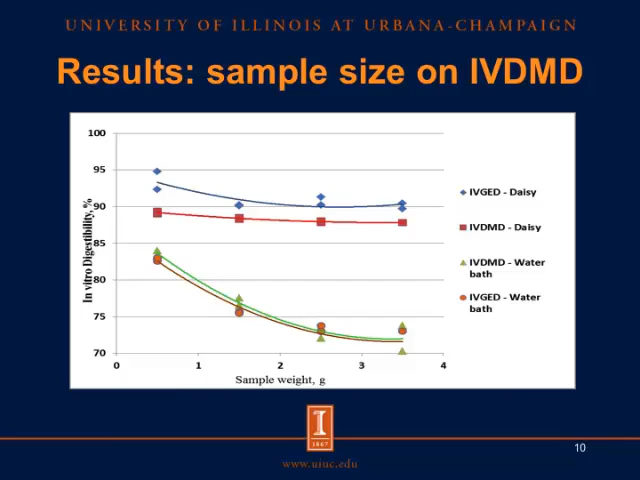 UNIVERSITY OF ILLINOIS AT URBANA-CHAMPAIGN
Results: sample size on IVDMD
100
95
90
85
80
75
70
In vitro Digestibility, %
0 1 2 3 4
Sample weight, g
IVGED - Daisy
IVDMD - Daisy
IVDMD - Water
bath
IVGED - Water
bath
I
1867
10
www.uiuc.edu